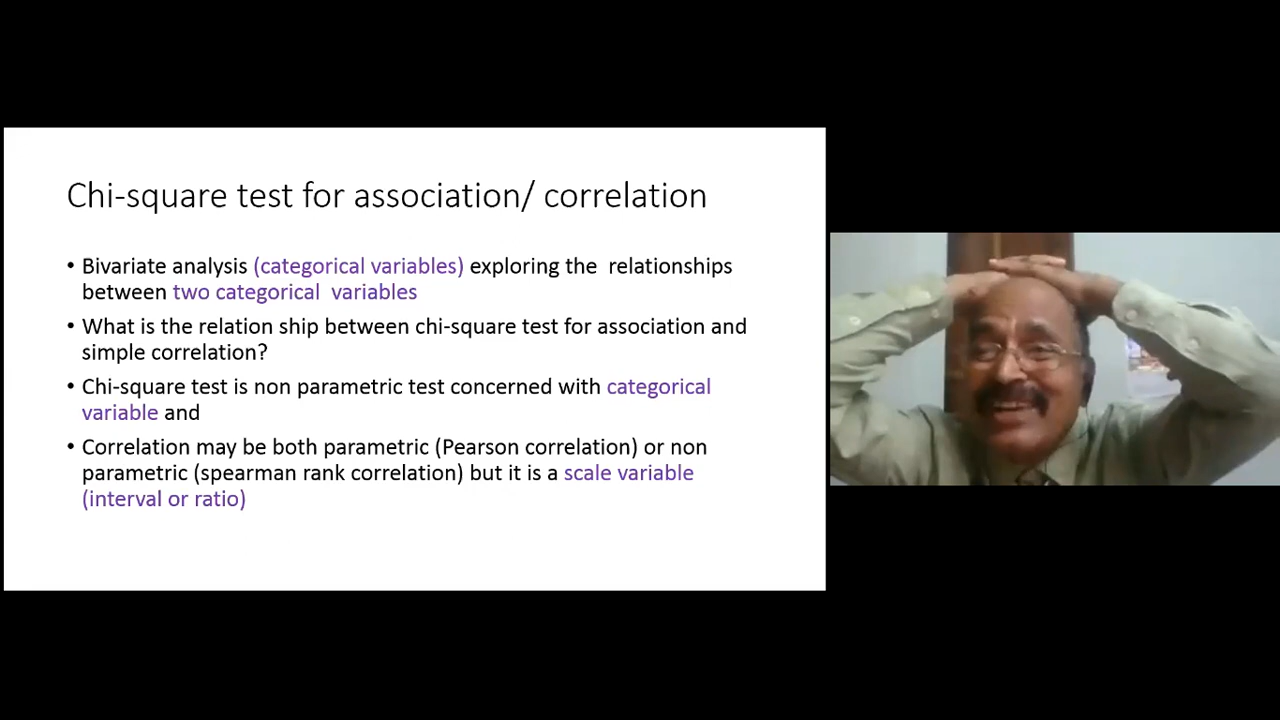 Chi-square test for association/ correlation
• Bivariate analysis (categorical variables) exploring the relationships
between two categorical variables
• What is the relation ship between chi-square test for association and
simple correlation?
• Chi-square test is non parametric test concerned with categorical
variable and
• Correlation may be both parametric (Pearson correlation) or non
parametric (spearman rank correlation) but it is a scale variable
(interval or ratio)